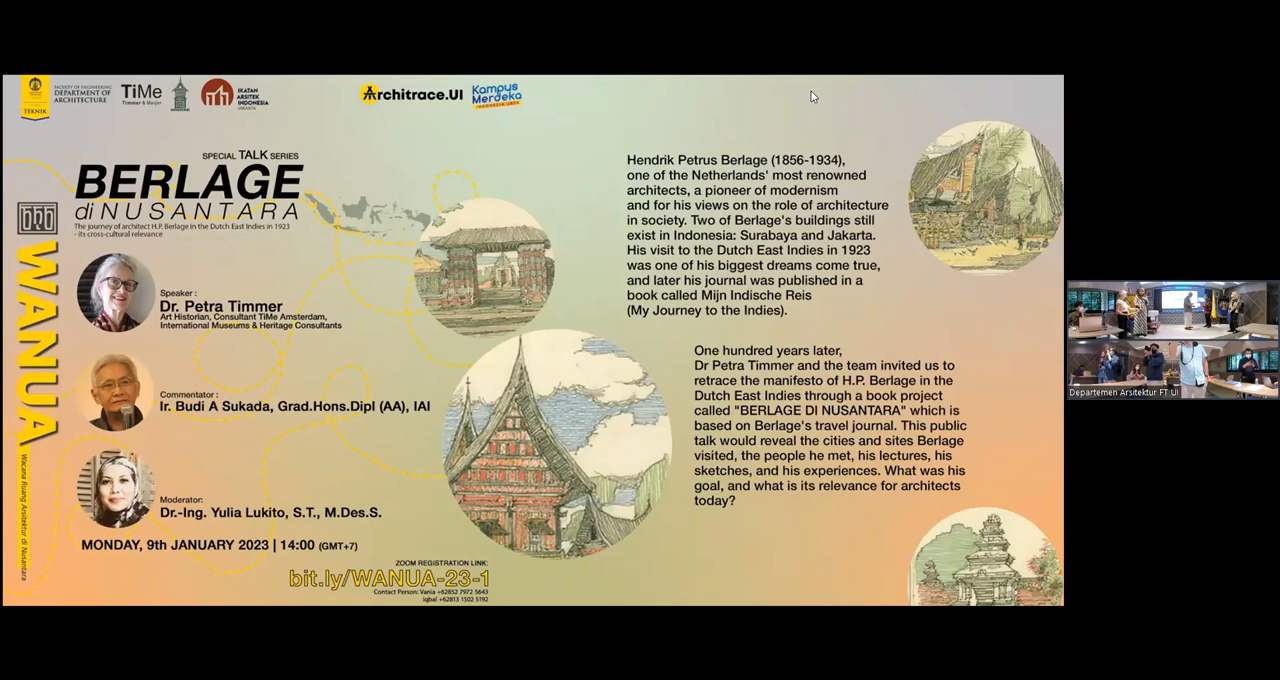 TEKNIK
FACULTY OF ENGINEERING
DEPARTMENT OF
ARCHITECTURE
TiMe
Timmer & Meijer
IKATAN
ARSITEK
INDONESIA
JAKARTA
Architrace.UI
Kampus
Merdeka
INDONESIA JAYA
SPECIAL TALK SERIES
BERLAGE
di NUSANTARA
The journey of architect H.P. Berlage in the Dutch East Indies in 1923
- its cross-cultural relevance
WANUA
Wacana Ruang Arsitektur di Nusantara
Speaker :
Dr. Petra Timmer
Art Historian, Consultant TiMe Amsterdam,
International Museums & Heritage Consultants
Commentator :
Ir. Budi A Sukada, Grad.Hons.Dipl (AA), IAI
Moderator:
Dr.-Ing. Yulia Lukito, S.T., M.Des.S.
MONDAY, 9th JANUARY 2023 | 14:00 (GMT+7)
ZOOM REGISTRATION LINK:
bit.ly/WANUA-23-1
Contact Person: Vania +62852 7972 5643
Iqbal +62813 1502 5192
Hendrik Petrus Berlage (1856-1934),
one of the Netherlands' most renowned
architects, a pioneer of modernism
and for his views on the role of architecture
in society. Two of Berlage's buildings still
exist in Indonesia: Surabaya and Jakarta.
His visit to the Dutch East Indies in 1923
was one of his biggest dreams come true,
and later his journal was published in a
book called Mijn Indische Reis
(My Journey to the Indies).
One hundred years later,
Dr Petra Timmer and the team invited us to
retrace the manifesto of H.P. Berlage in the
Dutch East Indies through a book project
called "BERLAGE DI NUSANTARA" which is
based on Berlage's travel journal. This public
talk would reveal the cities and sites Berlage
visited, the people he met, his lectures, his
sketches, and his experiences. What was his
goal, and what is its relevance for architects
today?
Departemen Arsitektur FT UI